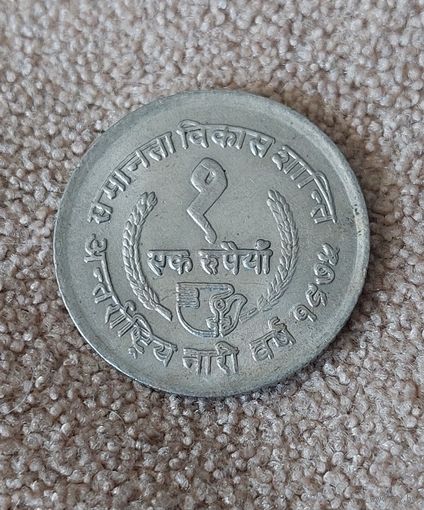 समानता विकास शान्ति
१
एक रुपैयाँ
अन्तर्राष्ट्रिय नारी वर्ष १९७५